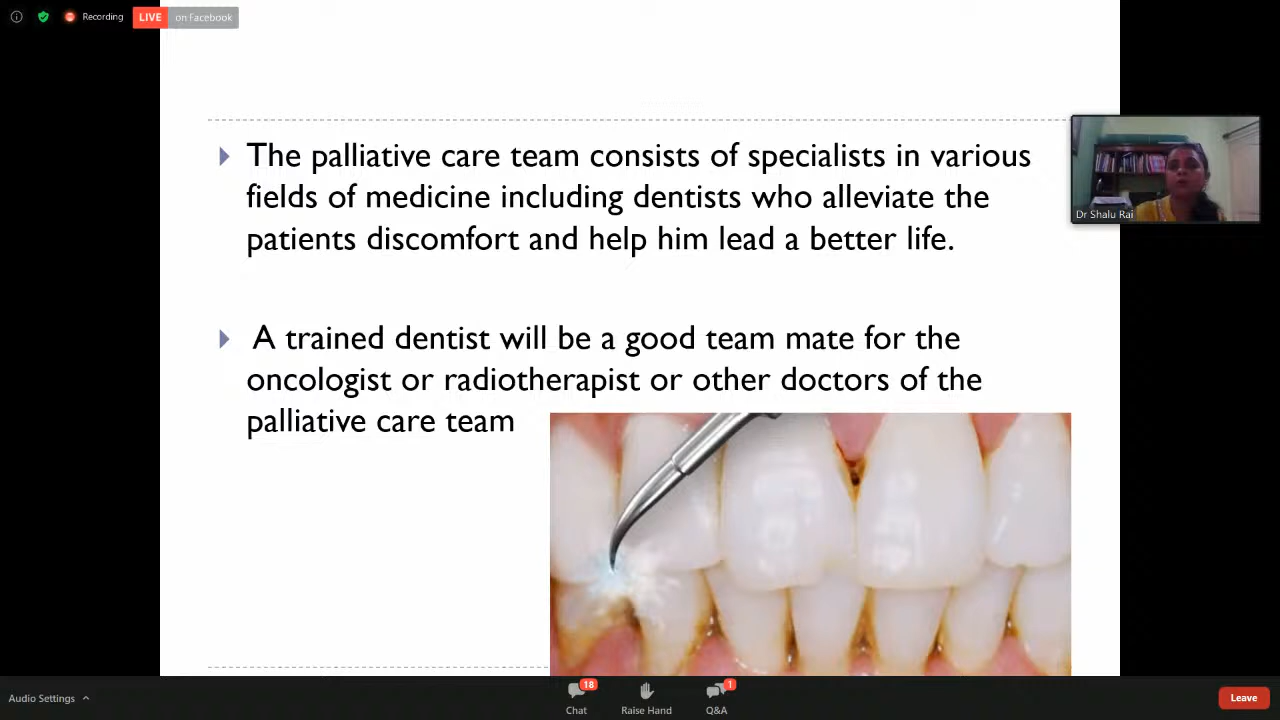 Recording
LIVE on Facebook
The palliative care team consists of specialists in various
fields of medicine including dentists who alleviate the
patients discomfort and help him lead a better life.
Dr Shalu Rai
A trained dentist will be a good team mate for the
oncologist or radiotherapist or other doctors of the
palliative care team
Audio Settings
18
Chat
Raise Hand
1
Q&A
Leave